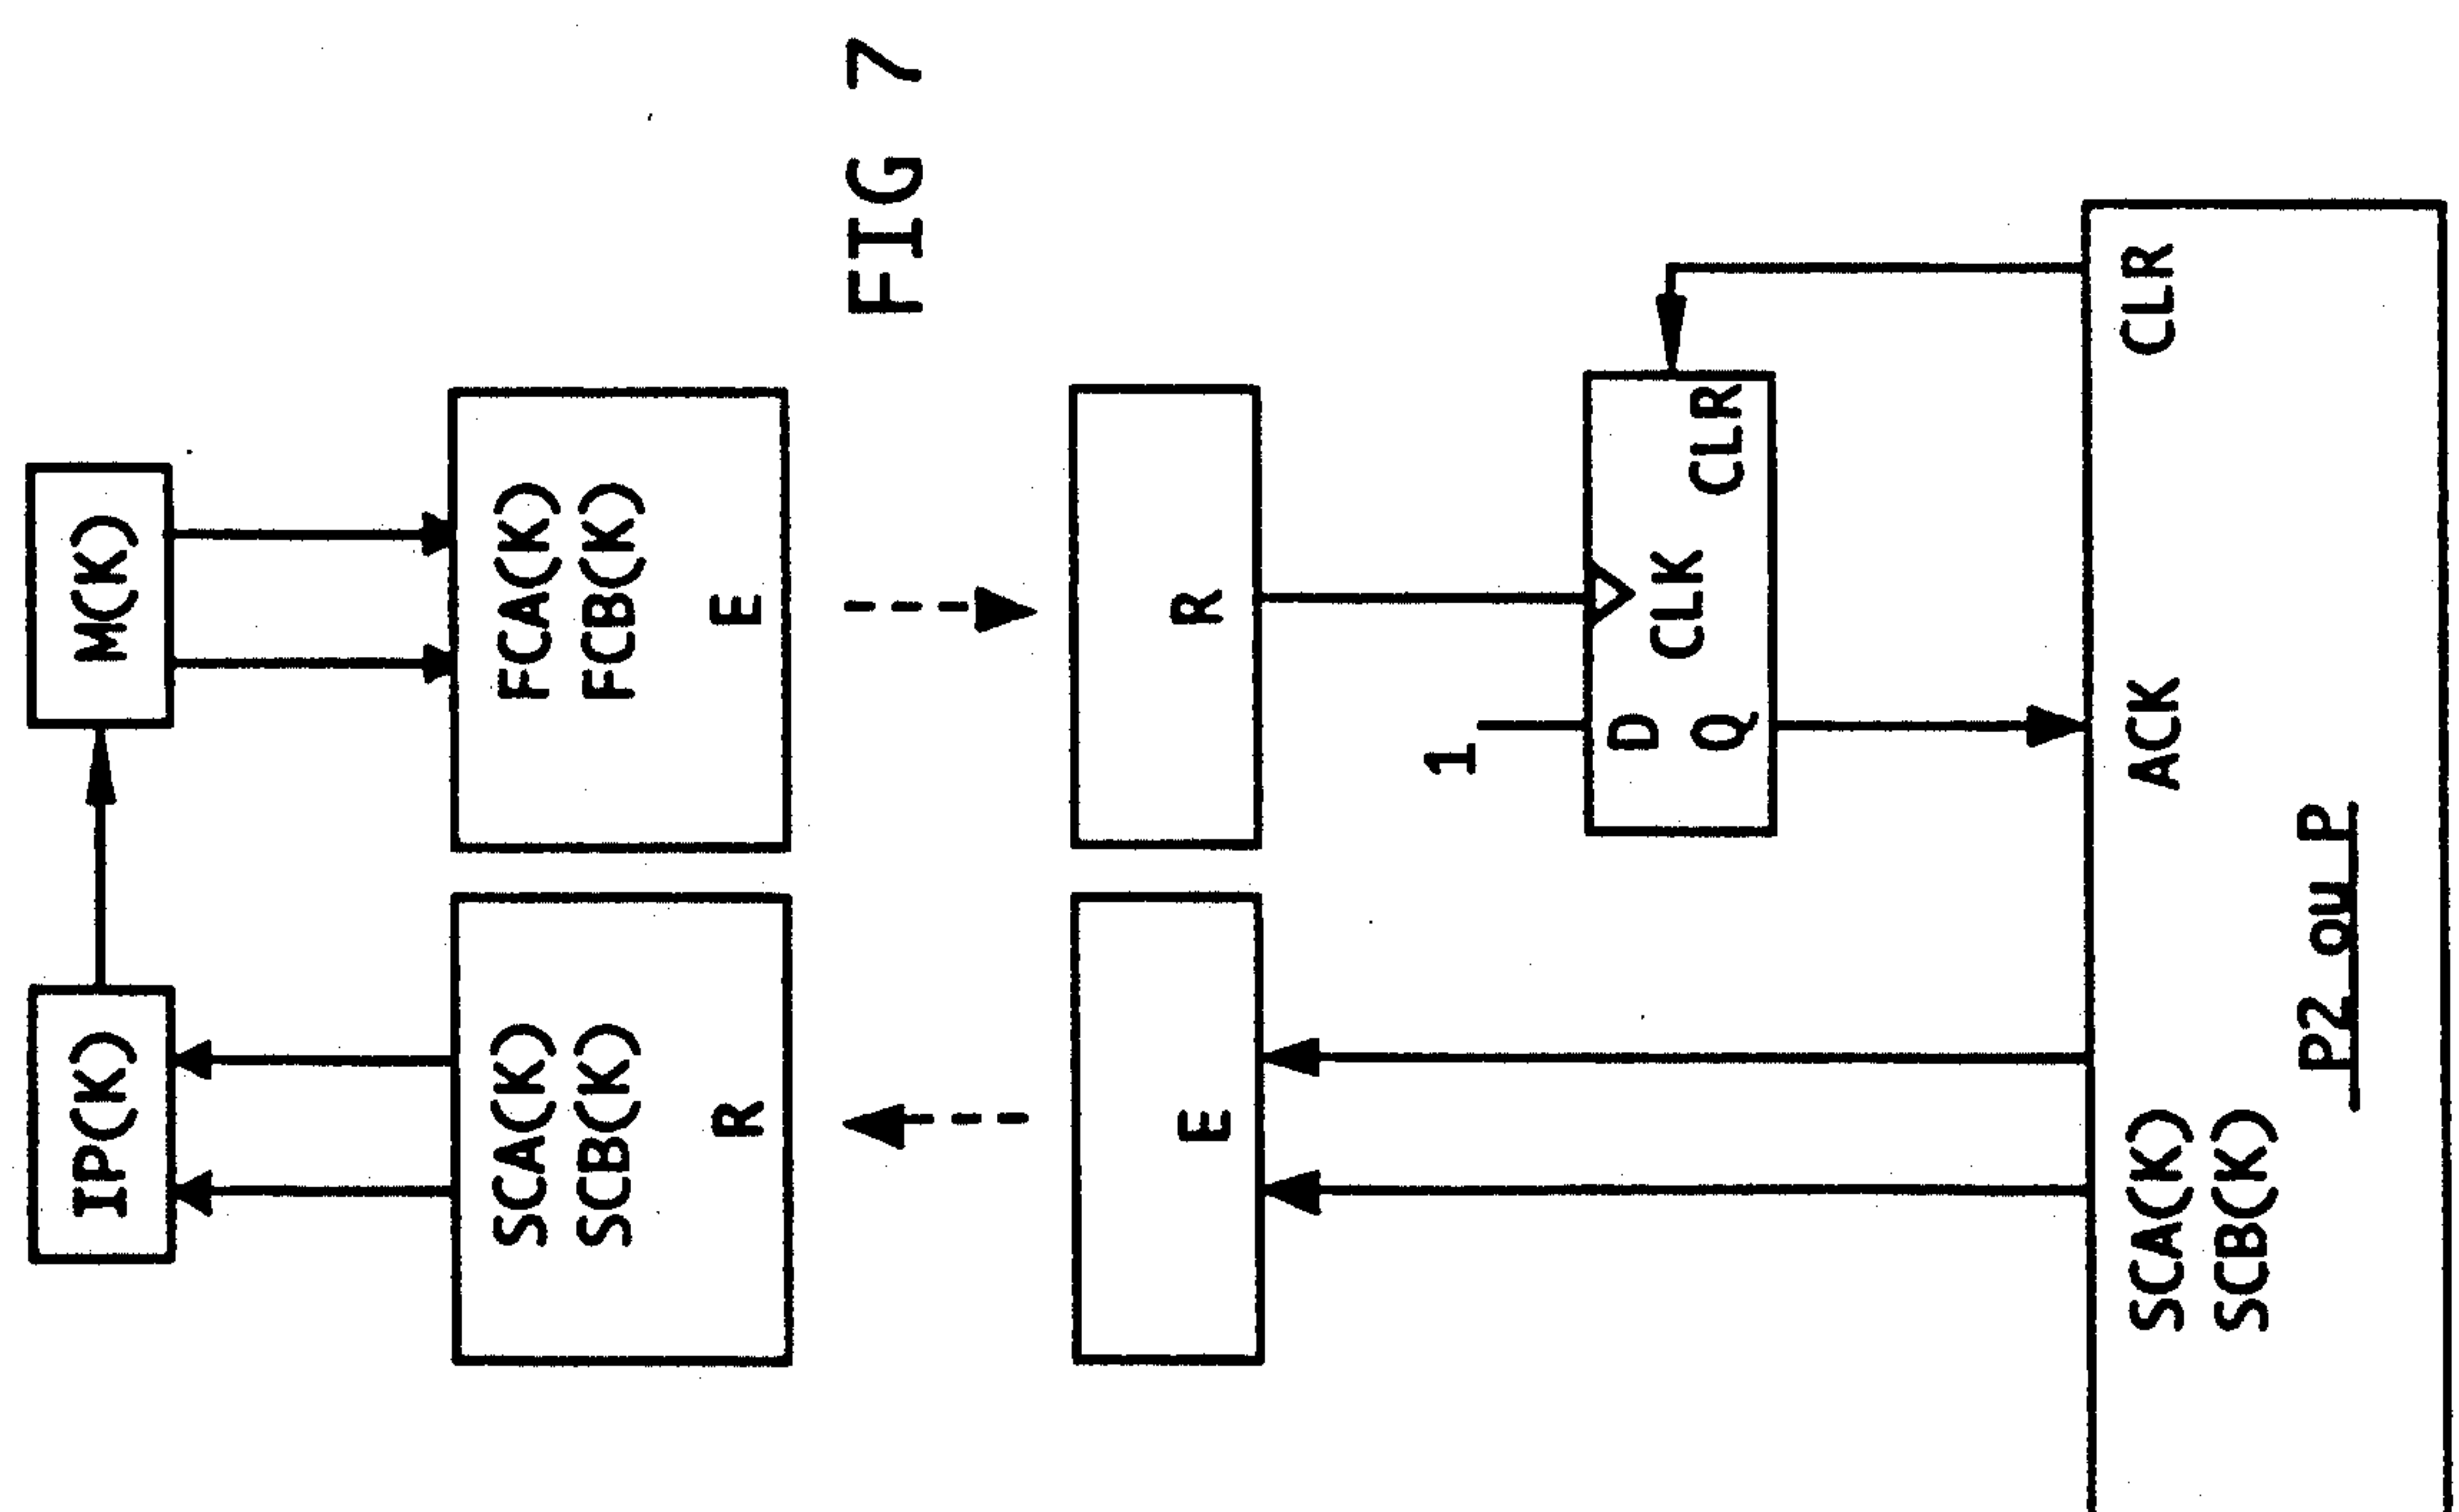 FIG 7
IP(K)
M(K)
SCA(K)
SCB(K)
R
FCA(K)
FCB(K)
E
E
R
1
D
CLK
Q
CLR
SCA(K)
SCB(K)
ACK
CLR
P2 ou P